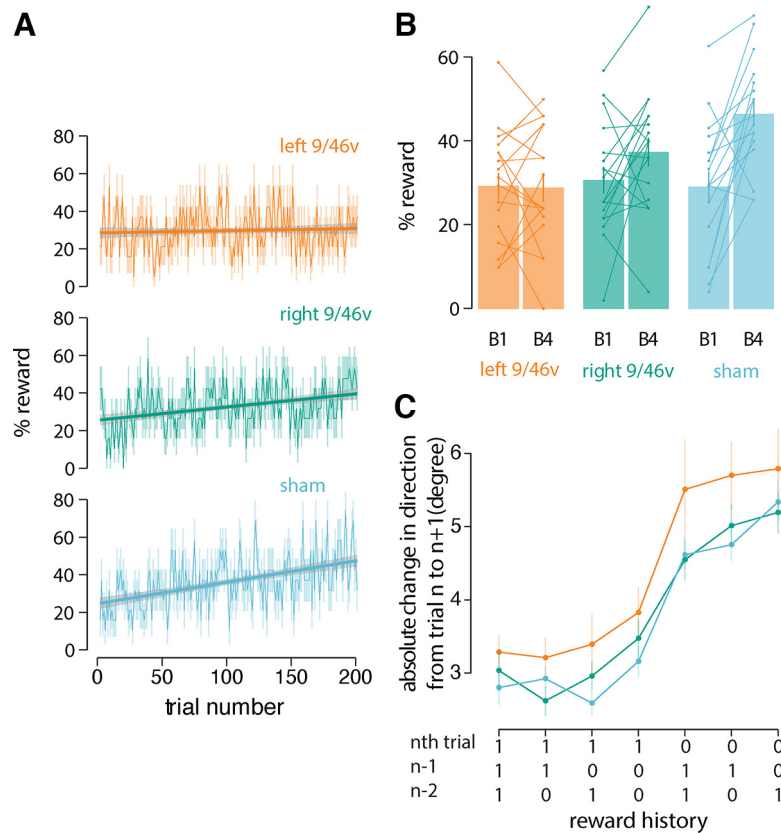 A
left 9/46v
80
60
40
20
0
right 9/46v
80
60
40
20
0
% reward
sham
80
60
40
20
0
0 50 100 150 200
trial number
B
60
40
20
0
% reward
B1 B4 B1 B4 B1 B4
left 9/46v right 9/46v sham
C
6
5
4
3
absolute change in direction
from trial n to n+1(degree)
nth trial 1 1 1 1 0 0 0
n-1 1 1 0 0 1 1 0
n-2 1 0 1 0 1 0 1
reward history